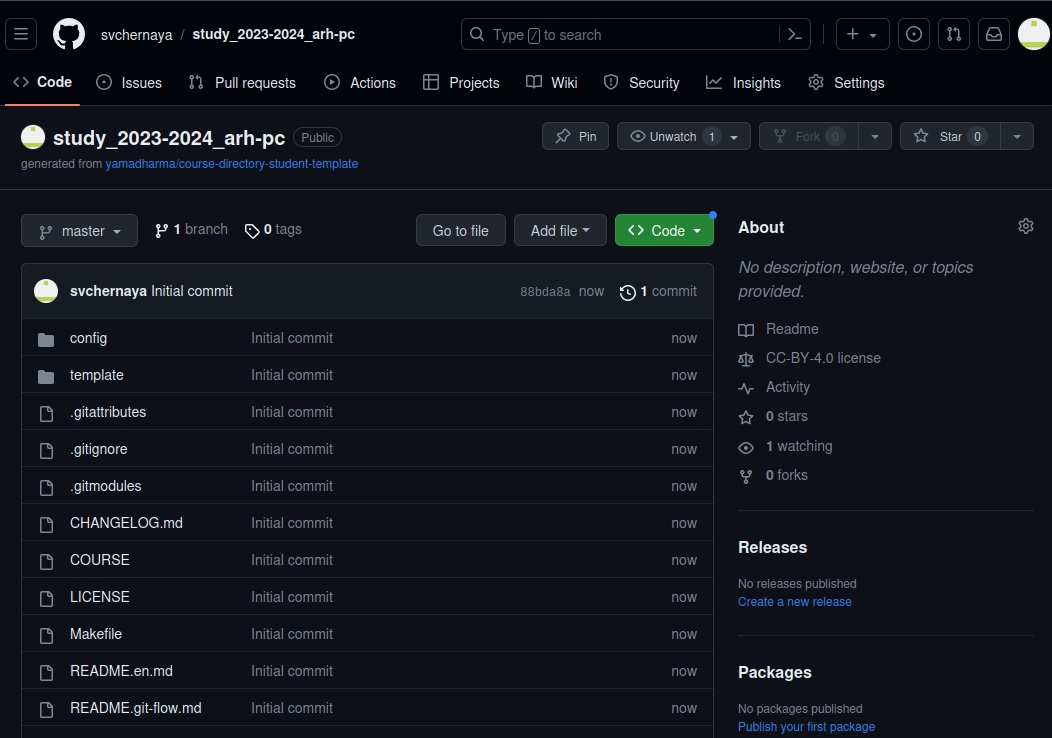 svchernaya / study_2023-2024_arh-pc
Type / to search
Code Issues Pull requests Actions Projects Wiki Security Insights Settings
study_2023-2024_arh-pc Public
Pin Unwatch 1 Fork 0 Star 0
generated from yamadharma/course-directory-student-template
master 1 branch 0 tags Go to file Add file Code
svchernaya Initial commit 88bda8a now 1 commit
config Initial commit now
template Initial commit now
.gitattributes Initial commit now
.gitignore Initial commit now
.gitmodules Initial commit now
CHANGELOG.md Initial commit now
COURSE Initial commit now
LICENSE Initial commit now
Makefile Initial commit now
README.en.md Initial commit now
README.git-flow.md Initial commit now
About
No description, website, or topics
provided.
Readme
CC-BY-4.0 license
Activity
0 stars
1 watching
0 forks
Releases
No releases published
Create a new release
Packages
No packages published
Publish your first package